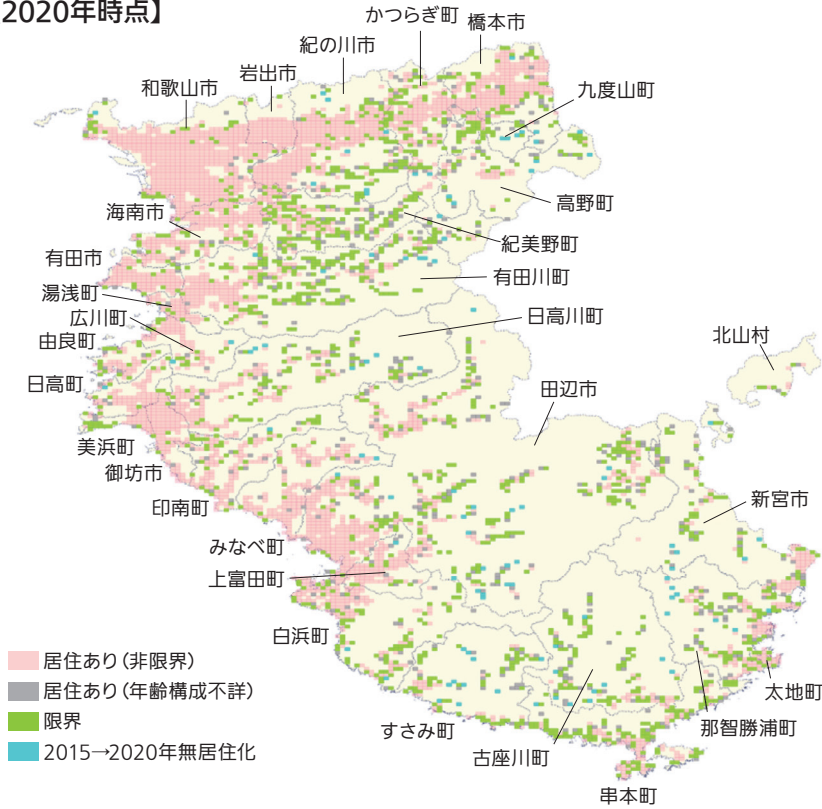 2020年時点】
かつらぎ町
橋本市
紀の川市
岩出市
和歌山市
九度山町
高野町
海南市
紀美野町
有田市
有田川町
湯浅町
広川町
日高川町
由良町
北山村
日高町
田辺市
美浜町
御坊市
新宮市
印南町
みなべ町
上富田町
白浜町
居住あり（非限界）
居住あり（年齢構成不詳）
限界
2015→2020年無居住化
太地町
那智勝浦町
すさみ町
古座川町
串本町